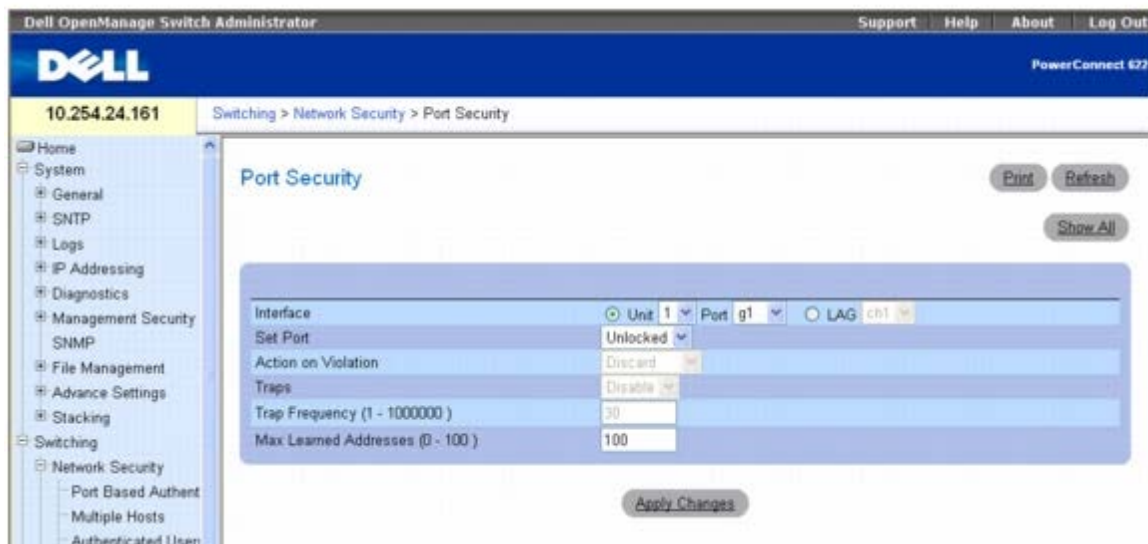 Dell OpenManage Switch Administrator
Support Help About Log Out
DELL
PowerConnect 622
10.254.24.161
Switching > Network Security > Port Security
Home
System
General
SNTP
Logs
IP Addressing
Diagnostics
Management Security
SNMP
File Management
Advance Settings
Stacking
Switching
Network Security
Port Based Authent
Multiple Hosts
Authenticated User
Port Security
Print Refresh
Show All
Interface Unit 1 Port g1 LAG ch1
Set Port Unlocked
Action on Violation Discard
Traps Disable
Trap Frequency (1 - 1000000 ) 30
Max Learned Addresses (0 - 100 ) 100
Apply Changes